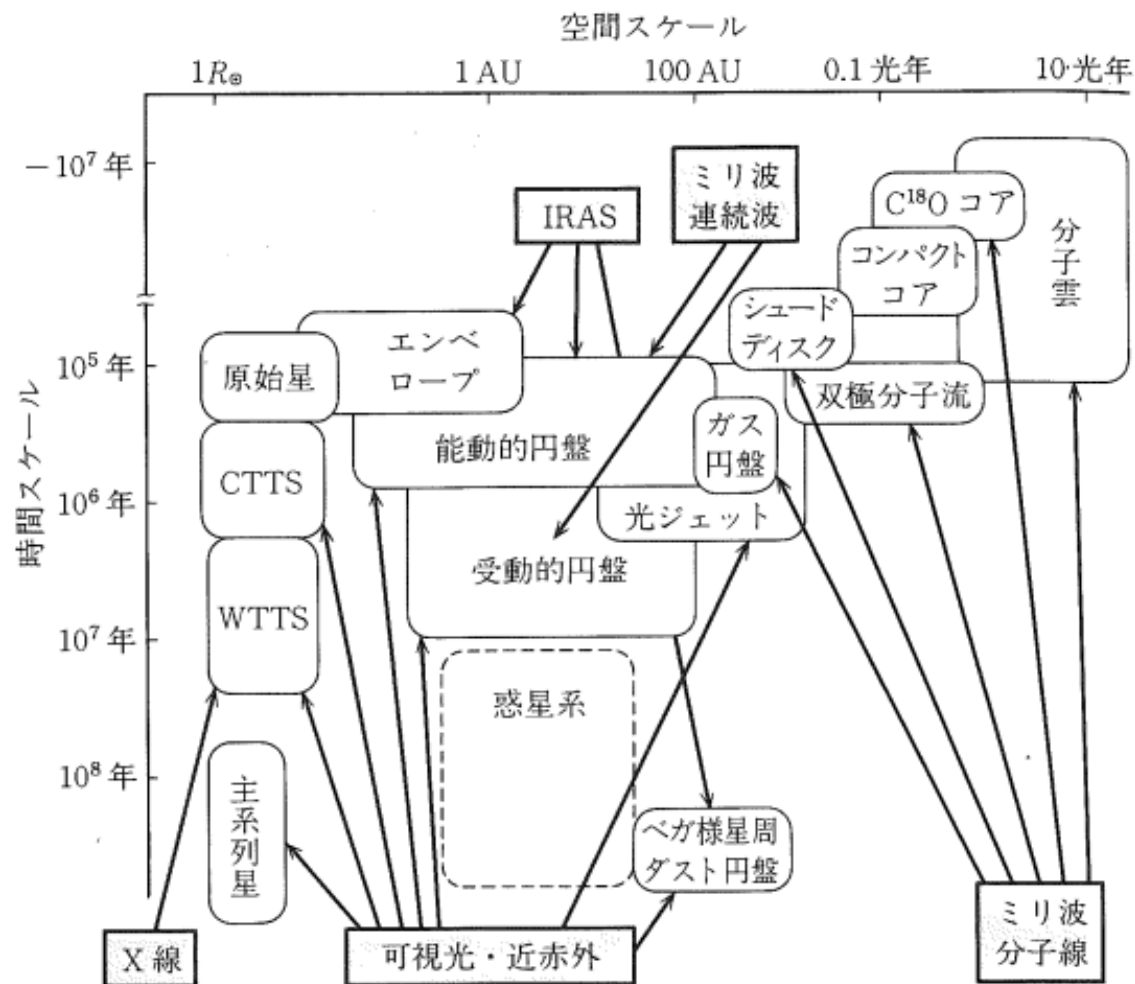 空間スケール
1R⊙
1 AU
100 AU
0.1 光年
10·光年
時間スケール
−10⁷ 年
10⁵ 年
10⁶ 年
10⁷ 年
10⁸ 年
IRAS
ミリ波
連続波
C¹⁸O コア
コンパクト
コア
分子雲
シュード
ディスク
エンベ
ロープ
原始星
双極分子流
能動的円盤
ガス
円盤
CTTS
光ジェット
受動的円盤
WTTS
惑星系
主系列星
ベガ様星周
ダスト円盤
X 線
可視光・近赤外
ミリ波
分子線